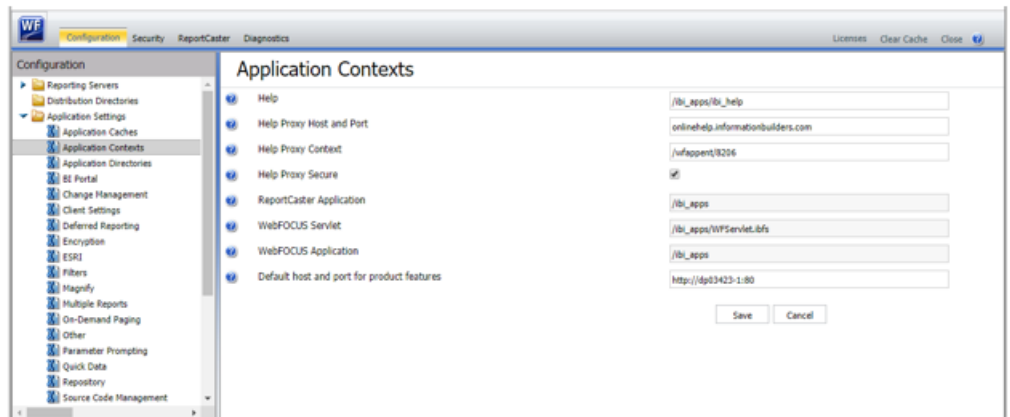 WF
Configuration Security ReportCaster Diagnostics Licenses Clear Cache Close
Configuration
Reporting Servers
Distribution Directories
Application Settings
Application Caches
Application Contexts
Application Directories
BI Portal
Change Management
Client Settings
Deferred Reporting
Encryption
ESRI
Filters
Magnify
Multiple Reports
On-Demand Paging
Other
Parameter Prompting
Quick Data
Repository
Source Code Management
Application Contexts
Help /ibi_apps/ibi_help
Help Proxy Host and Port onlinehelp.informationbuilders.com
Help Proxy Context /wfappent/8206
Help Proxy Secure
ReportCaster Application /ibi_apps
WebFOCUS Servlet /ibi_apps/WFServlet.ibfs
WebFOCUS Application /ibi_apps
Default host and port for product features http://dp03423-1:80
Save Cancel